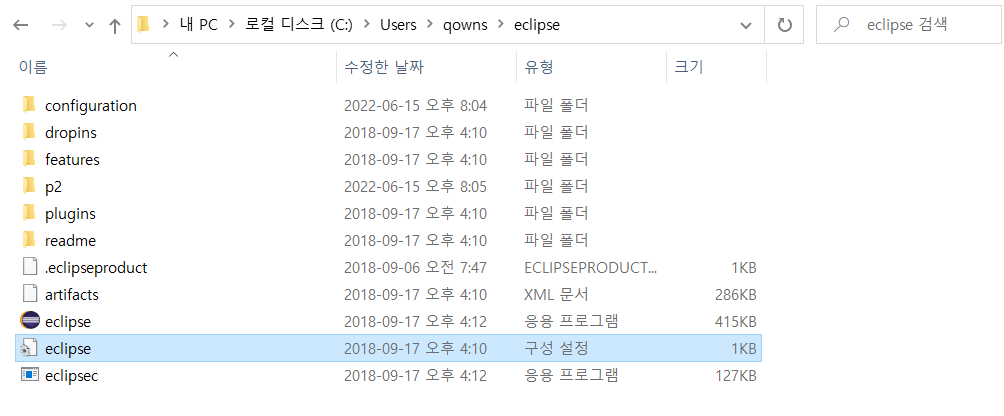 내 PC > 로컬 디스크 (C:) > Users > qowns > eclipse eclipse 검색
이름 수정한 날짜 유형 크기
configuration 2022-06-15 오후 8:04 파일 폴더
dropins 2018-09-17 오후 4:10 파일 폴더
features 2018-09-17 오후 4:10 파일 폴더
p2 2022-06-15 오후 8:05 파일 폴더
plugins 2018-09-17 오후 4:10 파일 폴더
readme 2018-09-17 오후 4:10 파일 폴더
.eclipseproduct 2018-09-06 오전 7:47 ECLIPSEPRODUCT... 1KB
artifacts 2018-09-17 오후 4:10 XML 문서 286KB
eclipse 2018-09-17 오후 4:12 응용 프로그램 415KB
eclipse 2018-09-17 오후 4:10 구성 설정 1KB
eclipsec 2018-09-17 오후 4:12 응용 프로그램 127KB